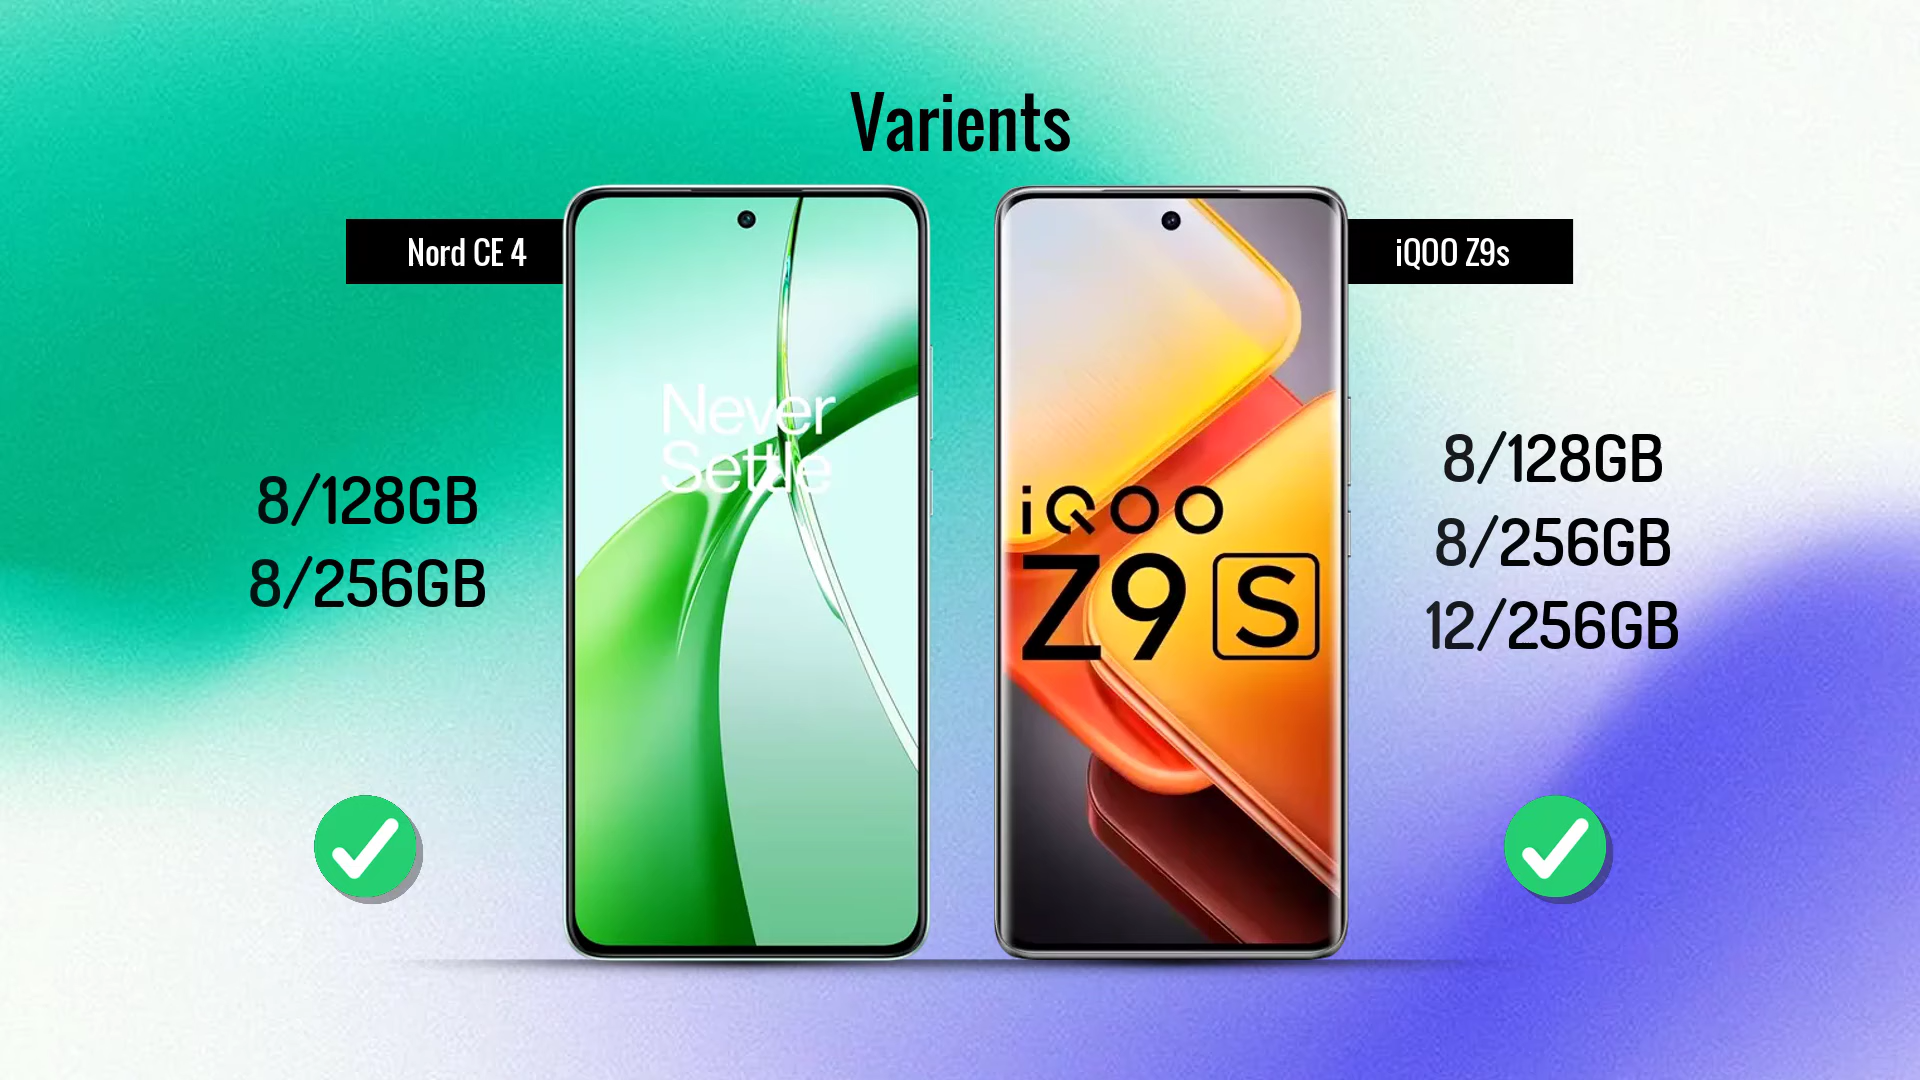 Varients
Nord CE 4
iQOO Z9s
Never
Settle
8/128GB
8/256GB
iQOO
Z9 S
8/128GB
8/256GB
12/256GB